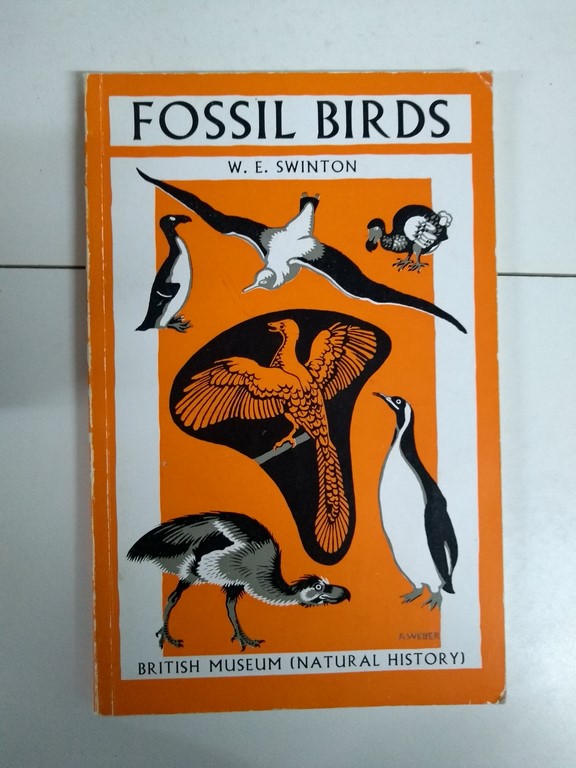 FOSSIL BIRDS
W. E. SWINTON
BRITISH MUSEUM (NATURAL HISTORY)